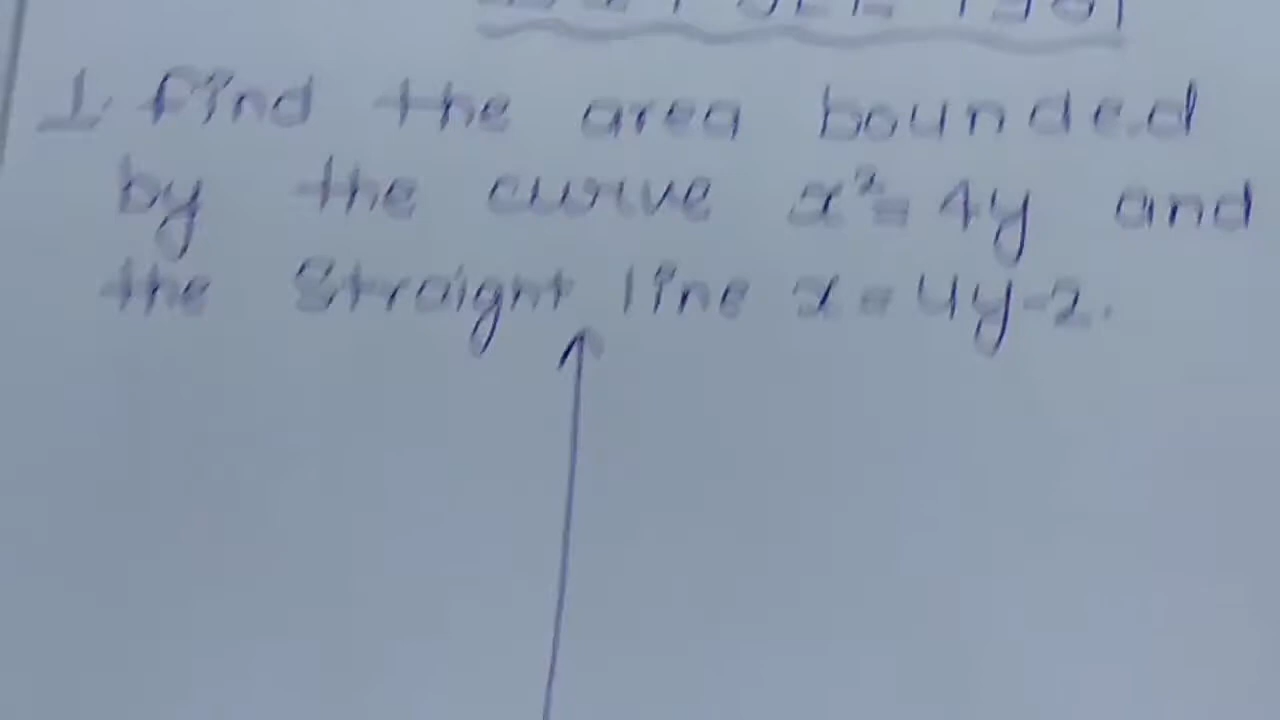 1. Find the area bounded
by the curve x² = 4y and
the straight line x = 4y-2.